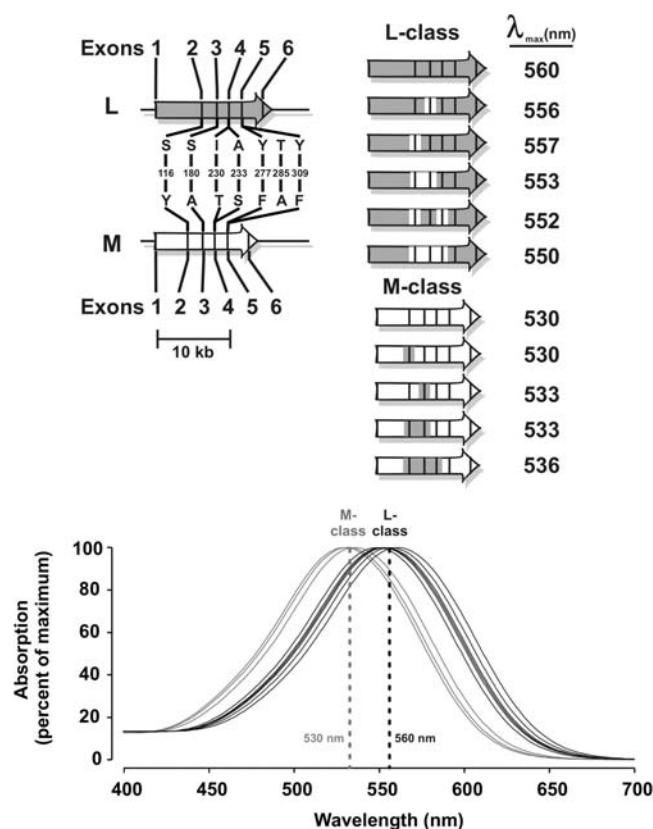 Exons 1 2 3 4 5 6
L
S S I A Y T Y
116 180 230 233 277 285 309
Y A T S F A F
M
Exons 1 2 3 4 5 6
10 kb
L-class λmax(nm)
560
556
557
553
552
550
M-class
530
530
533
533
536
M-class
L-class
Absorption
(percent of maximum)
100
80
60
40
20
0
530 nm
560 nm
400 450 500 550 600 650 700
Wavelength (nm)